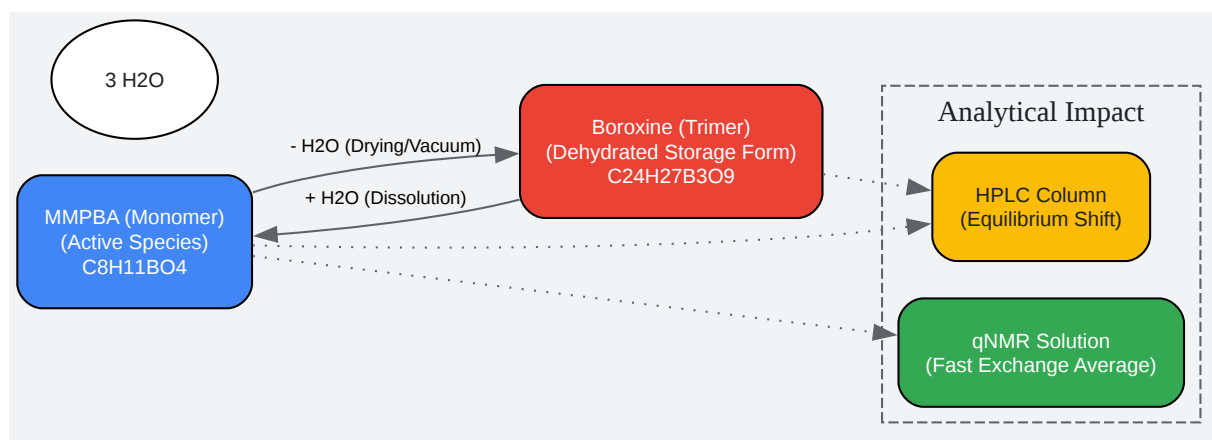 3 H2O
- H2O (Drying/Vacuum)
+ H2O (Dissolution)
MMPBA (Monomer)
(Active Species)
C8H11BO4
Boroxine (Trimer)
(Dehydrated Storage Form)
C24H27B3O9
Analytical Impact
HPLC Column
(Equilibrium Shift)
qNMR Solution
(Fast Exchange Average)